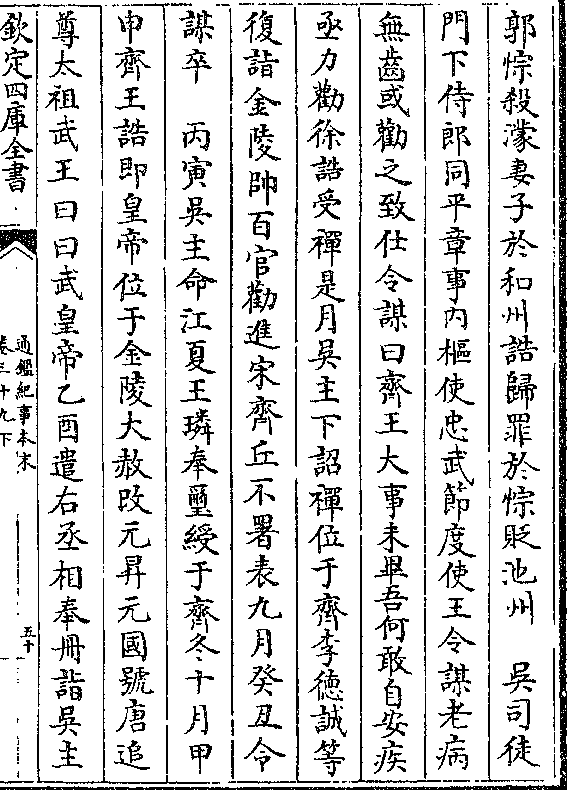 郭悰殺濛妻子於和州誥歸罪於悰貶池州　吳司徒
門下侍郎同平章事内樞使忠武節度使王令謀老病
無齒或勸之致仕令謀曰齊王大事未畢吾何敢自安疾
亟力勸徐誥受禪是月吳主下詔禪位于齊李德誠等
復詣金陵帥百官勸進宋齊丘不署表九月癸丑令
謀卒　丙寅吳主命江夏王璘奉璽綬于齊冬十月甲
申齊王誥即皇帝位于金陵大赦改元昇元國號唐追
尊太祖武王曰曰武皇帝乙酉遣右丞相奉冊詣吳主
欽定四庫全書
通鑑紀事本末
卷三十九下
五十